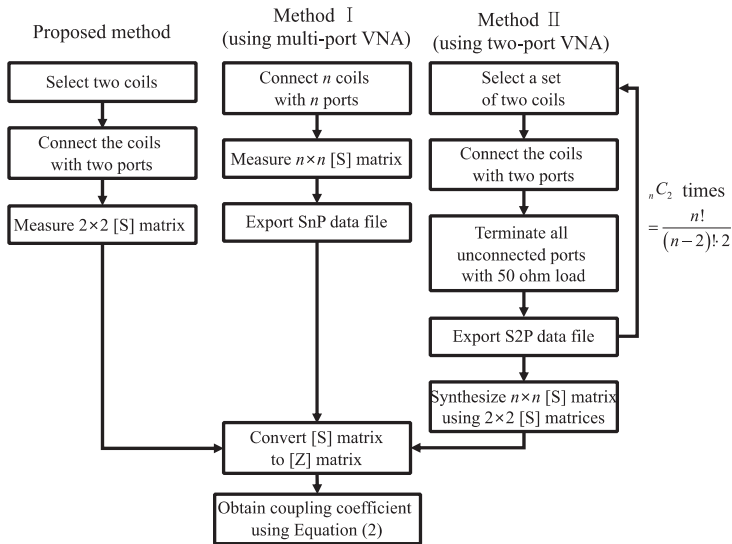 Proposed method
Select two coils
Connect the coils
with two ports
Measure 2×2 [S] matrix
Method Ⅰ
(using multi-port VNA)
Connect n coils
with n ports
Measure n×n [S] matrix
Export SnP data file
Method Ⅱ
(using two-port VNA)
Select a set
of two coils
Connect the coils
with two ports
Terminate all
unconnected ports
with 50 ohm load
Export S2P data file
Synthesize n×n [S] matrix
using 2×2 [S] matrices
nC2 times
= n! / (n−2)!·2
Convert [S] matrix
to [Z] matrix
Obtain coupling coefficient
using Equation (2)